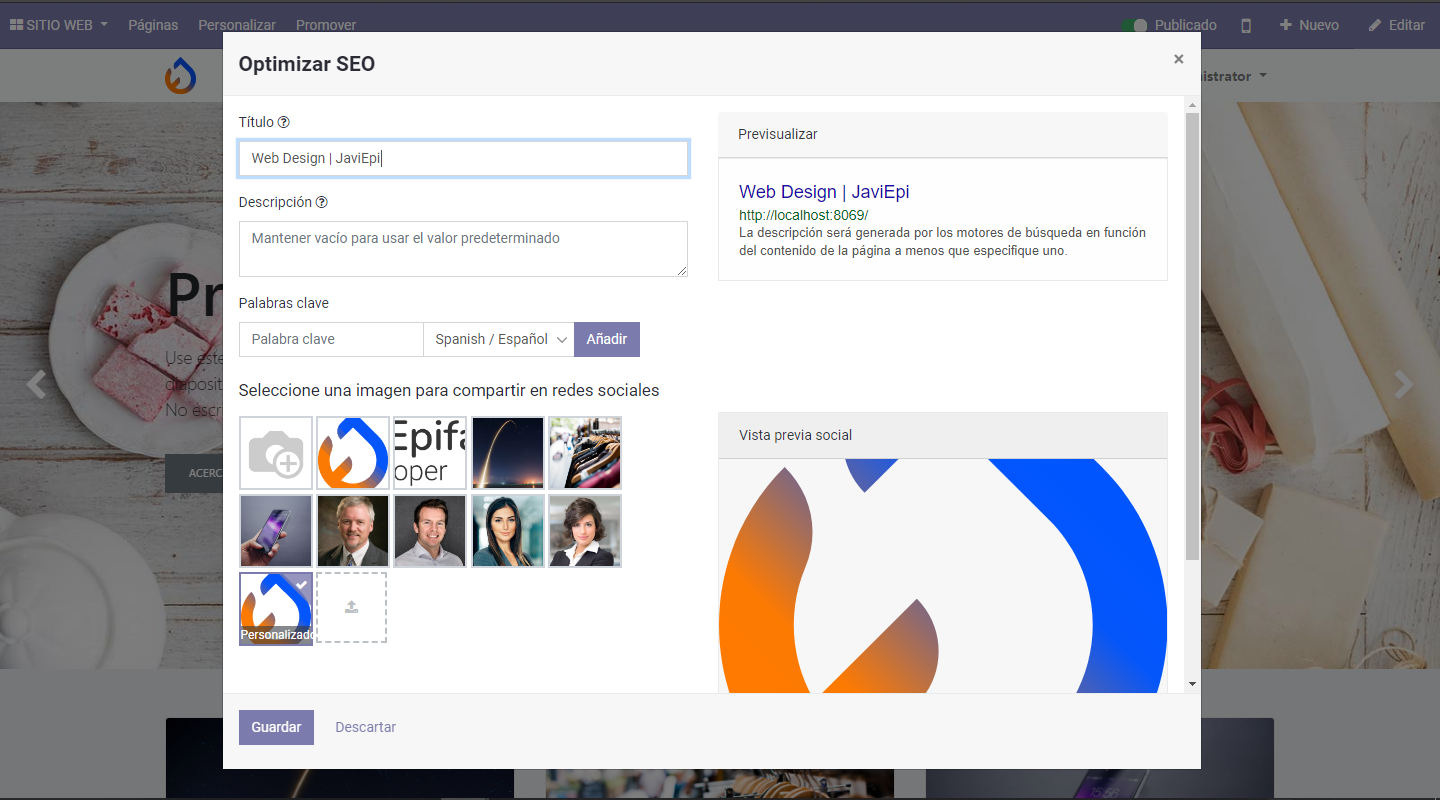 SITIO WEB Páginas Personalizar Promover Publicado Nuevo Editar
Optimizar SEO
×
Título
Web Design | JaviEpi
Descripción
Mantener vacío para usar el valor predeterminado
Palabras clave
Palabra clave Spanish / Español Añadir
Previsualizar
Web Design | JaviEpi
http://localhost:8069/
La descripción será generada por los motores de búsqueda en función
del contenido de la página a menos que especifique uno.
Seleccione una imagen para compartir en redes sociales
Epifa
oper
Personalizado
Vista previa social
Guardar Descartar
istrator
Pr
Use este
disposit
No escri
ACERC
15:56